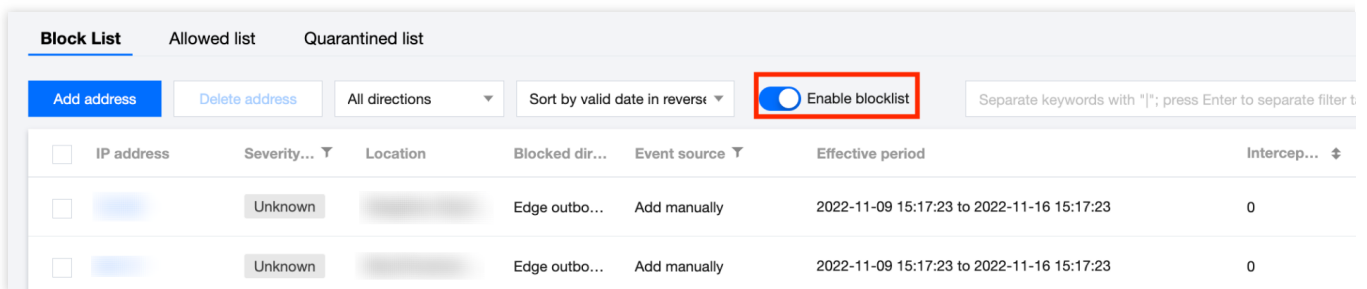 Block List Allowed list Quarantined list
Add address Delete address All directions Sort by valid date in reverse Enable blocklist Separate keywords with "|"; press Enter to separate filter ta
IP address Severity... Location Blocked dir... Event source Effective period Intercep...
Unknown Edge outbo... Add manually 2022-11-09 15:17:23 to 2022-11-16 15:17:23 0
Unknown Edge outbo... Add manually 2022-11-09 15:17:23 to 2022-11-16 15:17:23 0